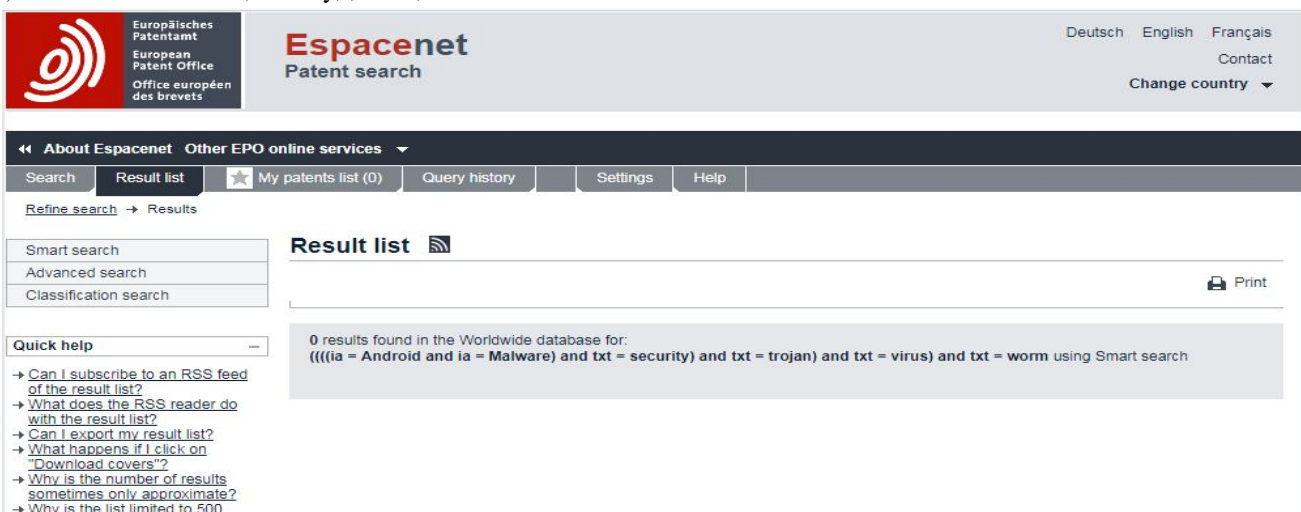 Europäisches
Patentamt
European
Patent Office
Office européen
des brevets
Espacenet
Patent search
Deutsch English Français
Contact
Change country
About Espacenet Other EPO online services
Search Result list My patents list (0) Query history Settings Help
Refine search → Results
Smart search
Advanced search
Classification search
Result list
Print
0 results found in the Worldwide database for:
((((ia = Android and ia = Malware) and txt = security) and txt = trojan) and txt = virus) and txt = worm using Smart search
Quick help –
→ Can I subscribe to an RSS feed
of the result list?
→ What does the RSS reader do
with the result list?
→ Can I export my result list?
→ What happens if I click on
"Download covers"?
→ Why is the number of results
sometimes only approximate?
→ Why is the list limited to 500